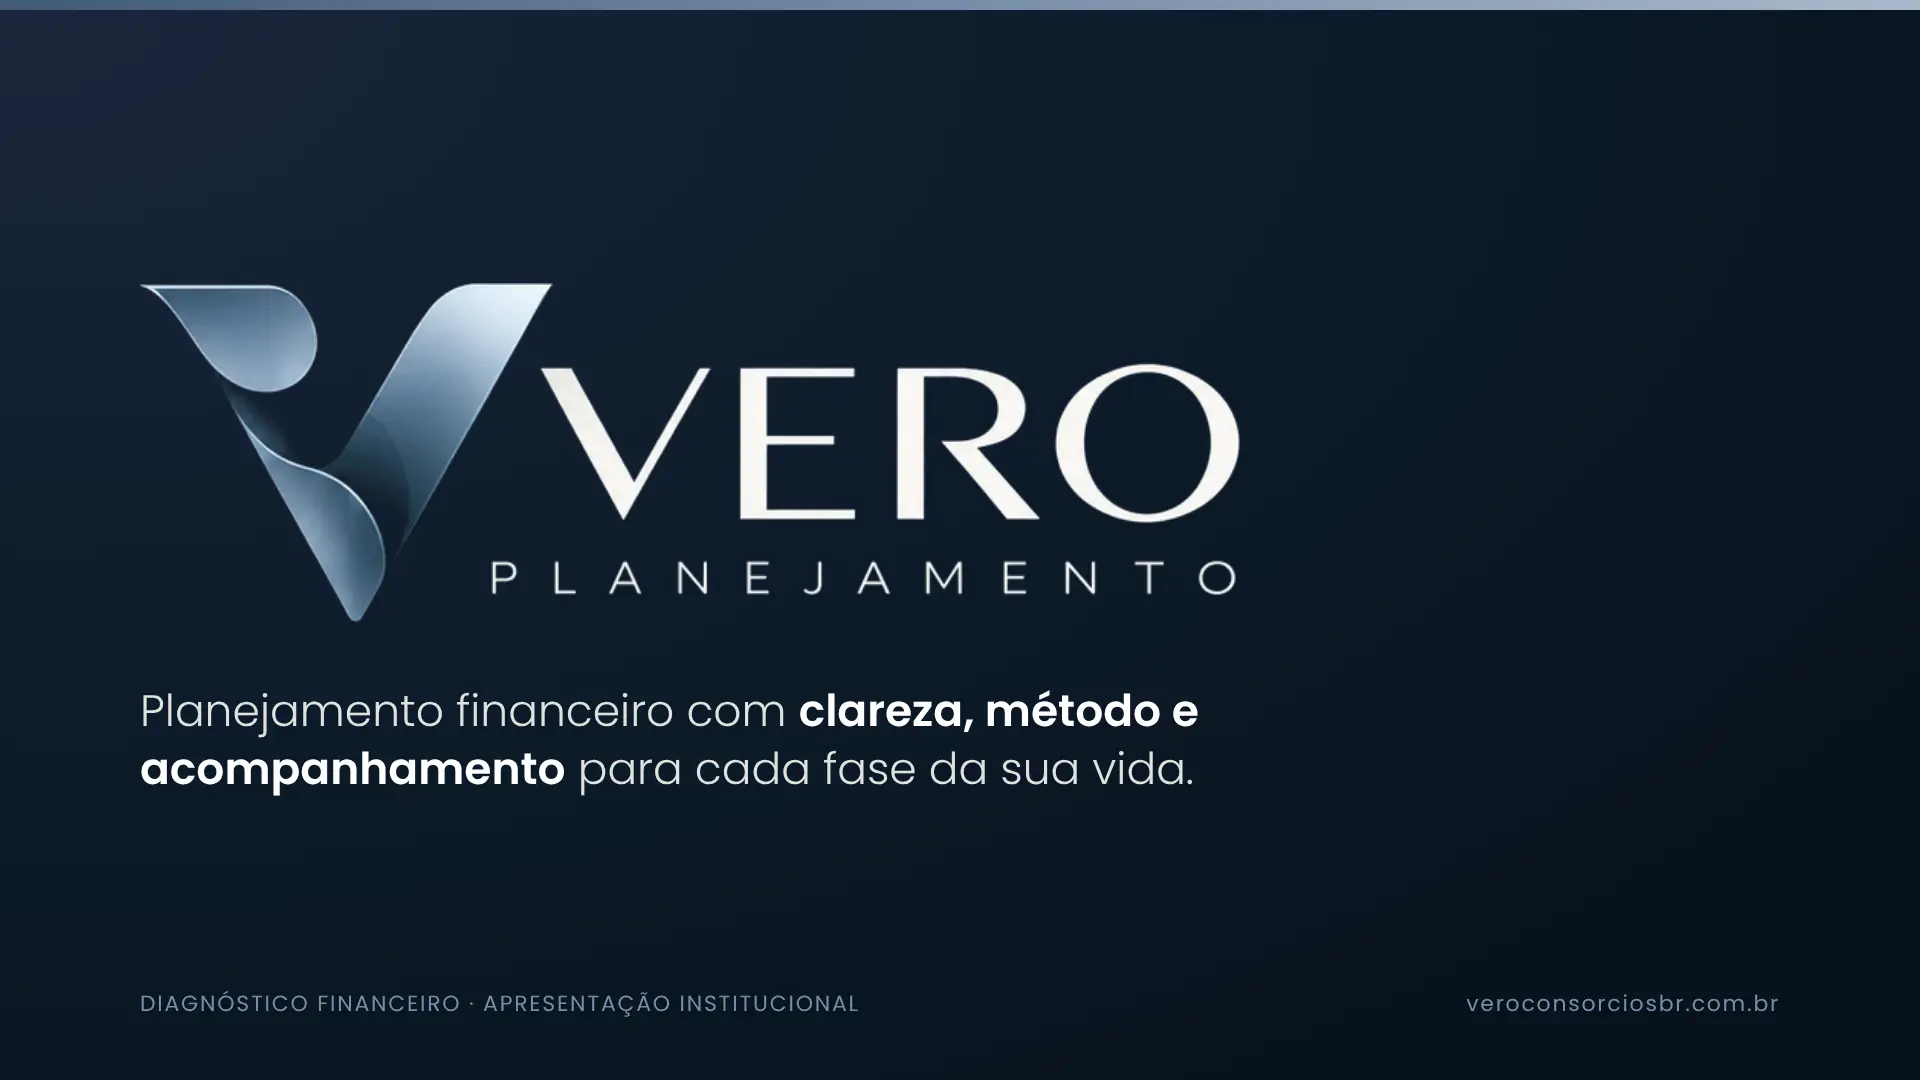 VERO
PLANEJAMENTO
Planejamento financeiro com clareza, método e
acompanhamento para cada fase da sua vida.
DIAGNÓSTICO FINANCEIRO · APRESENTAÇÃO INSTITUCIONAL
veroconsorciosbr.com.br